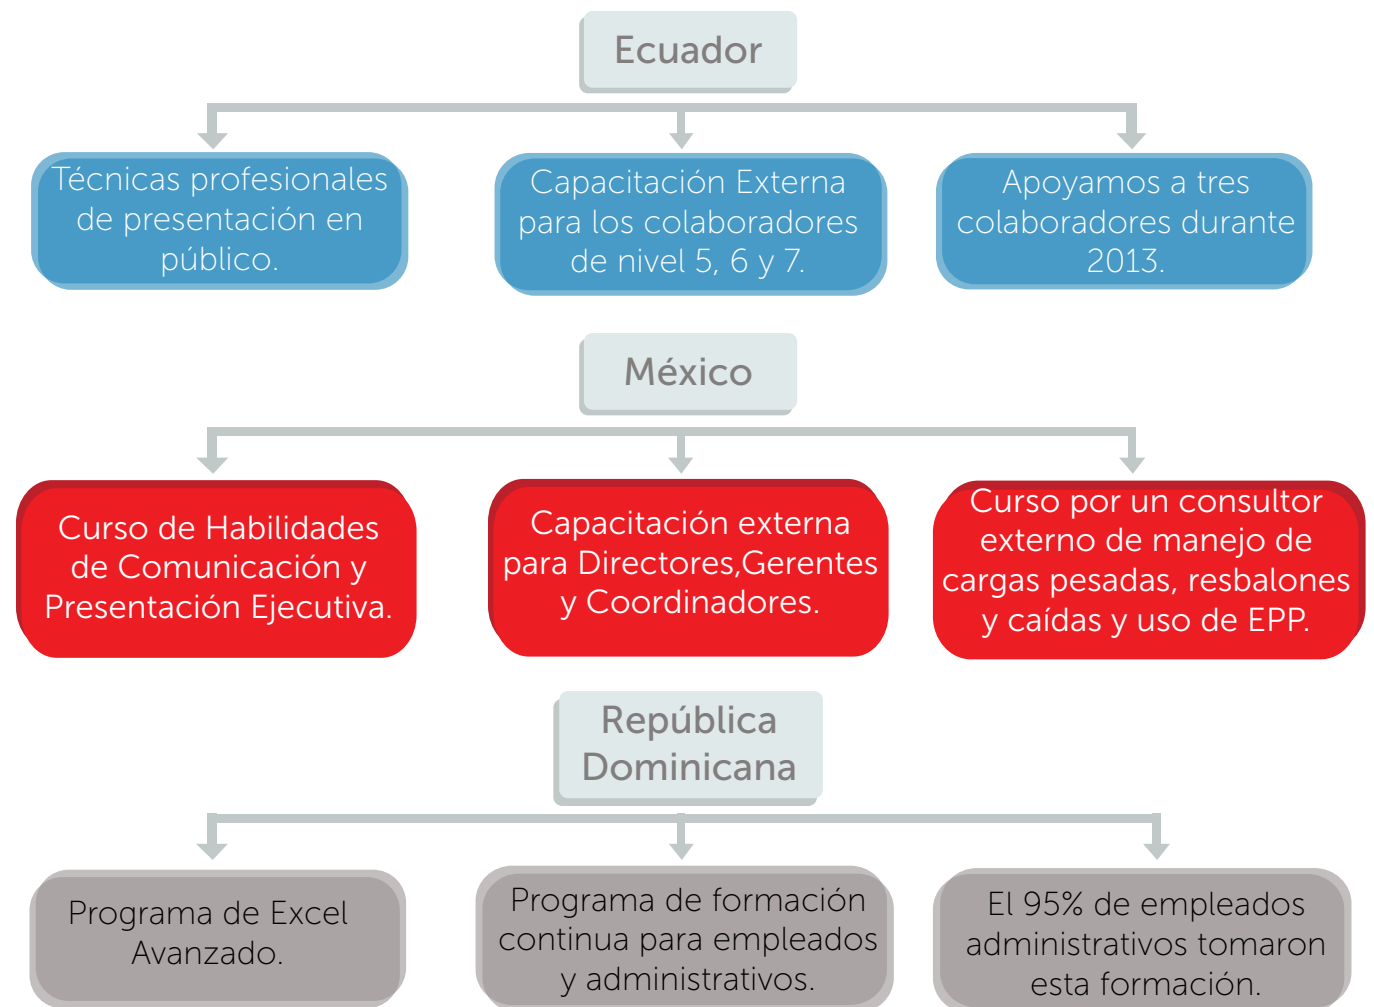 Ecuador
Técnicas profesionales
de presentación en
público.
Capacitación Externa
para los colaboradores
de nivel 5, 6 y 7.
Apoyamos a tres
colaboradores durante
2013.
México
Curso de Habilidades
de Comunicación y
Presentación Ejecutiva.
Capacitación externa
para Directores,Gerentes
y Coordinadores.
Curso por un consultor
externo de manejo de
cargas pesadas, resbalones
y caídas y uso de EPP.
República
Dominicana
Programa de Excel
Avanzado.
Programa de formación
continua para empleados
y administrativos.
El 95% de empleados
administrativos tomaron
esta formación.